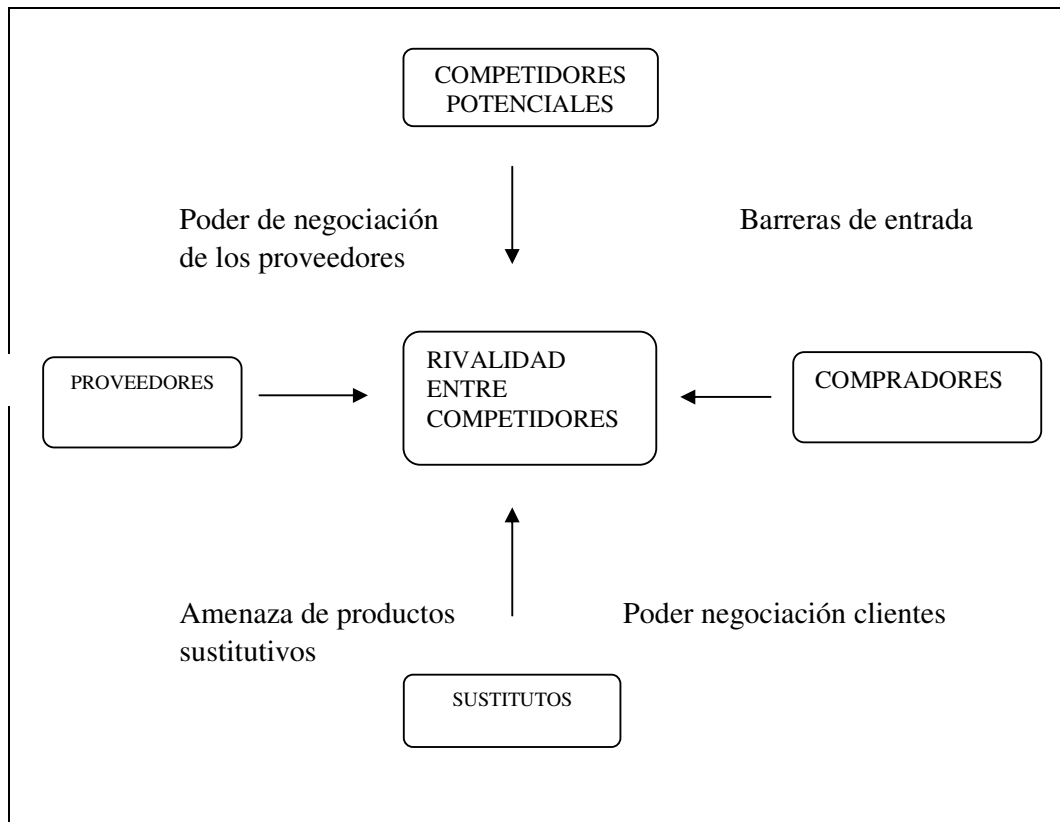 COMPETIDORES
POTENCIALES
Poder de negociación
de los proveedores
Barreras de entrada
PROVEEDORES
RIVALIDAD
ENTRE
COMPETIDORES
COMPRADORES
Amenaza de productos
sustitutivos
Poder negociación clientes
SUSTITUTOS